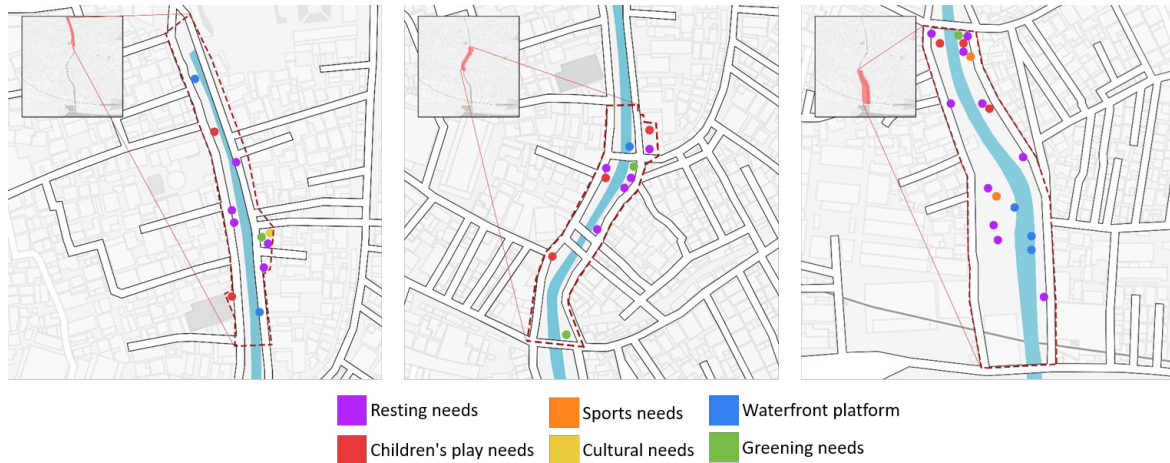 Resting needs
Sports needs
Waterfront platform
Children's play needs
Cultural needs
Greening needs